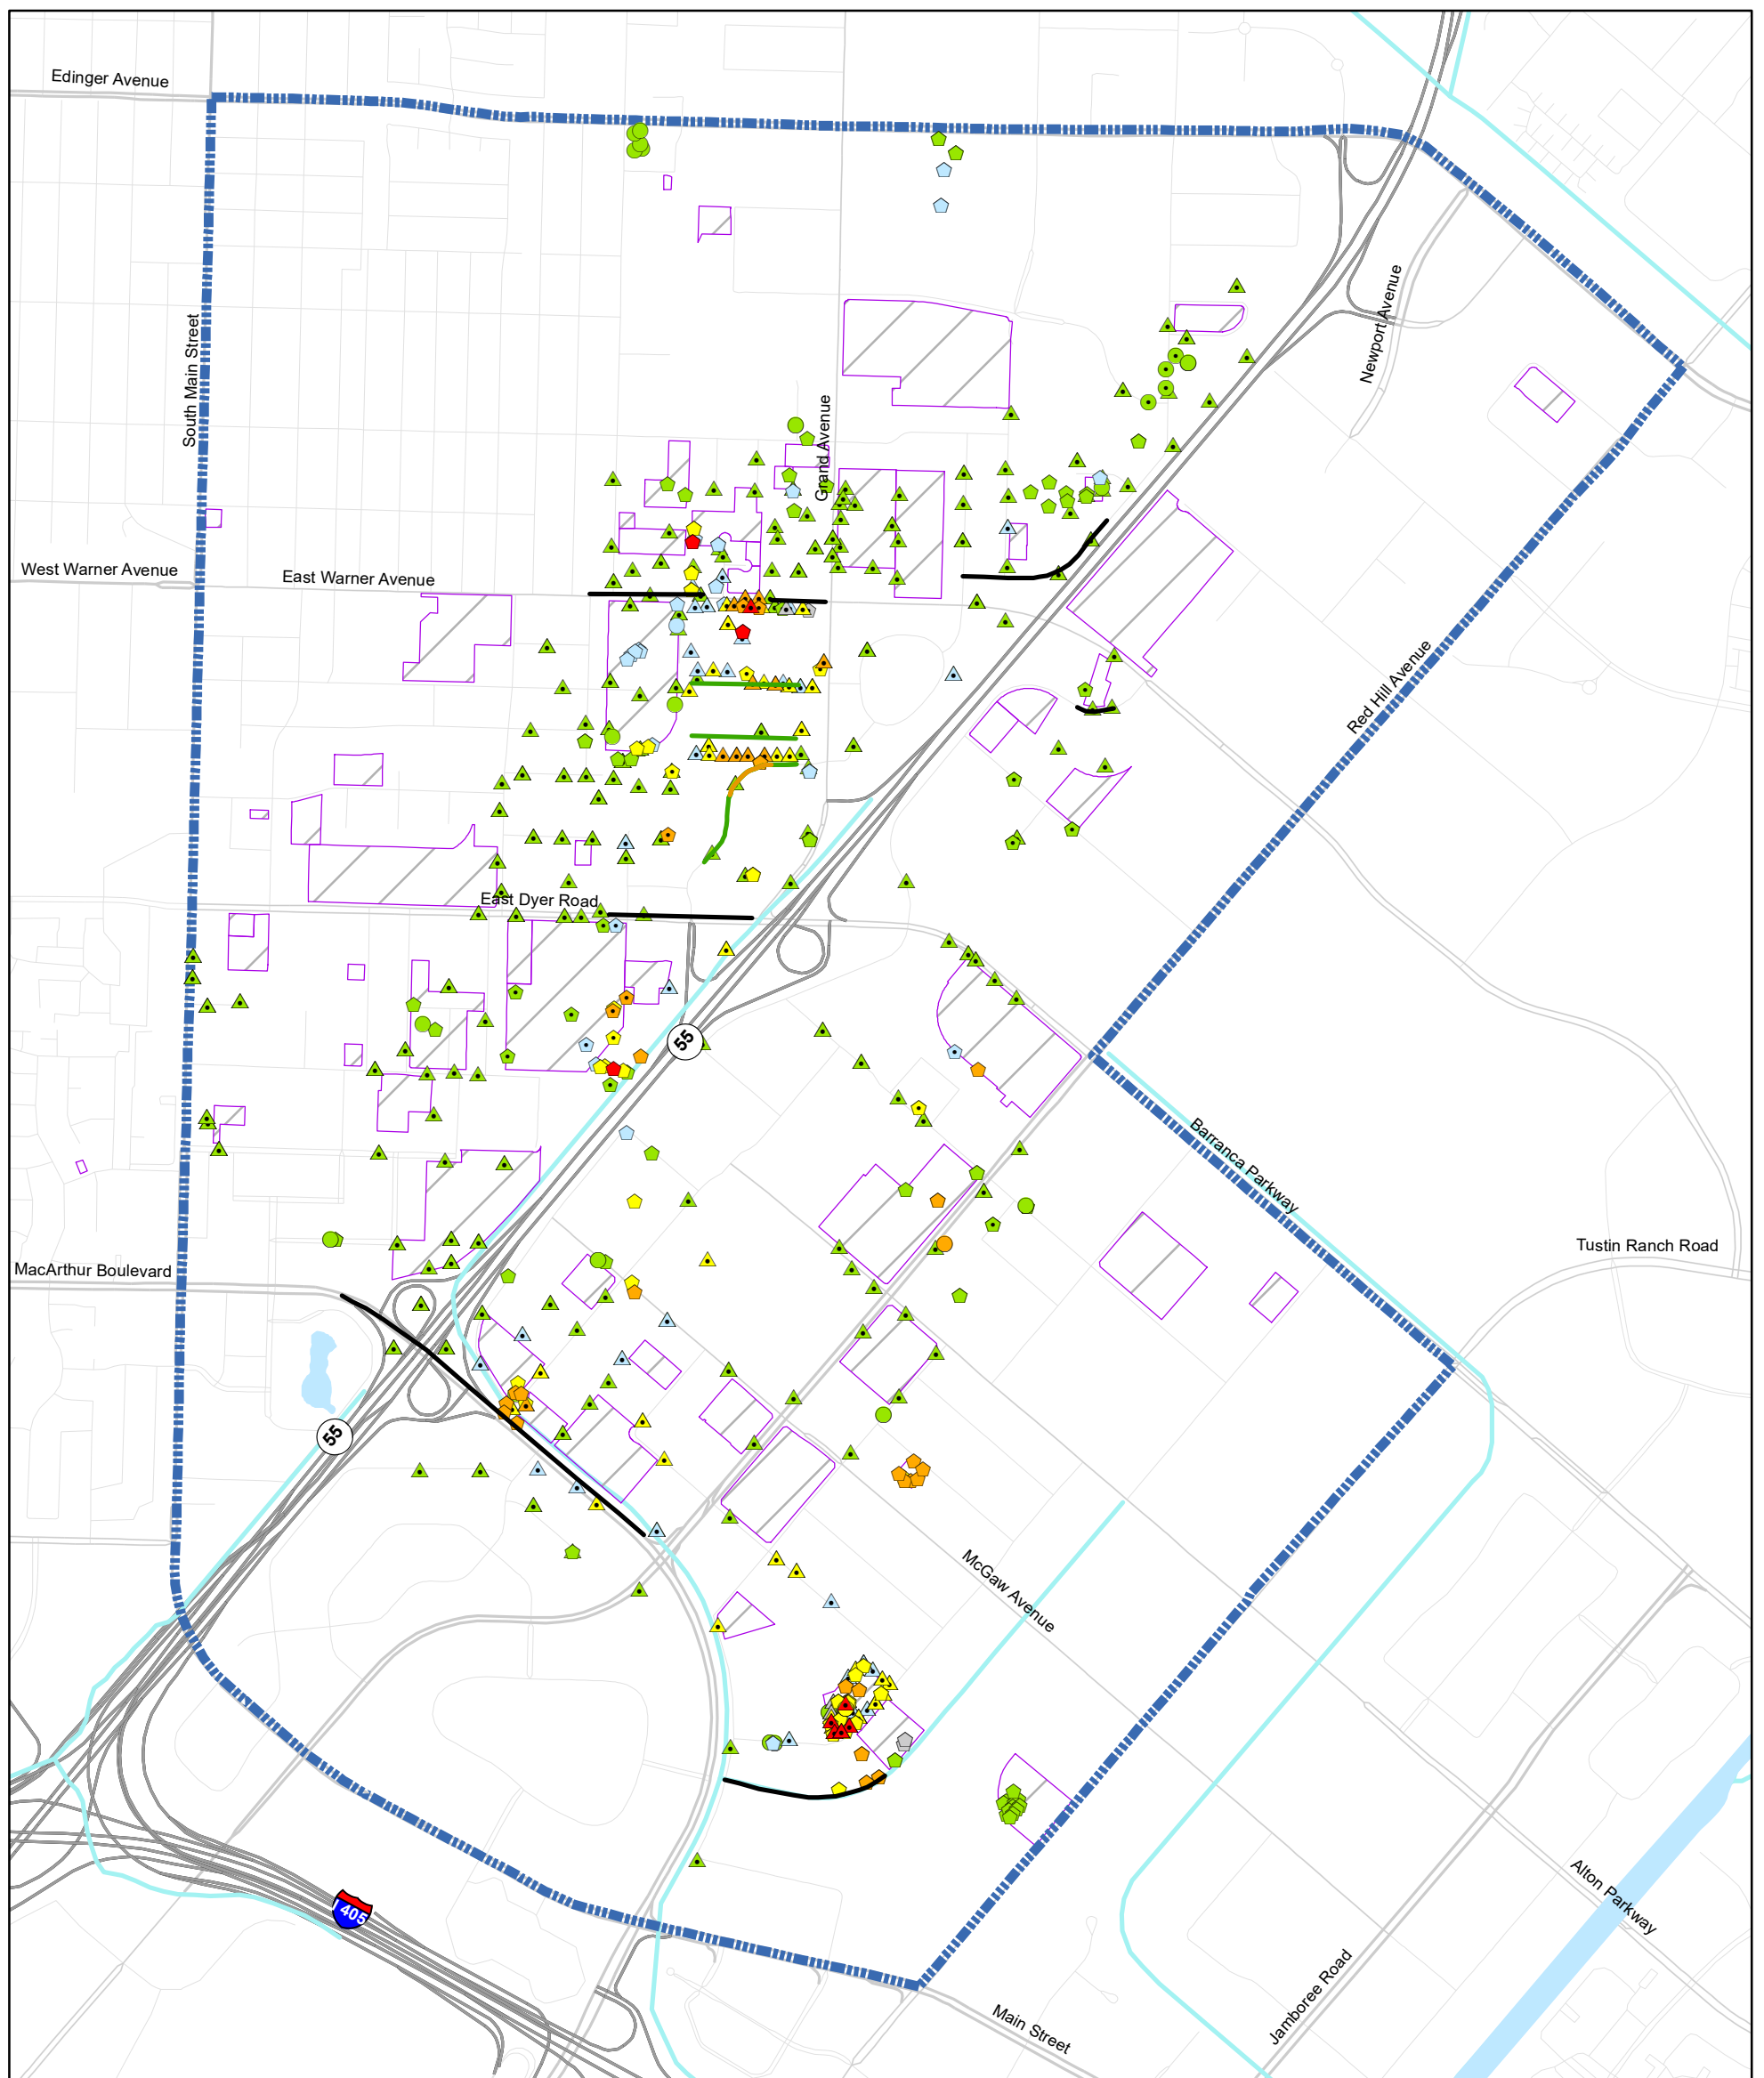 Edinger Avenue
South Main Street
Newport Avenue
Grand Avenue
West Warner Avenue
East Warner Avenue
Red Hill Avenue
East Dyer Road
55
Barranca Parkway
Tustin Ranch Road
MacArthur Boulevard
55
McGaw Avenue
Alton Parkway
405
Jamboree Road
Main Street